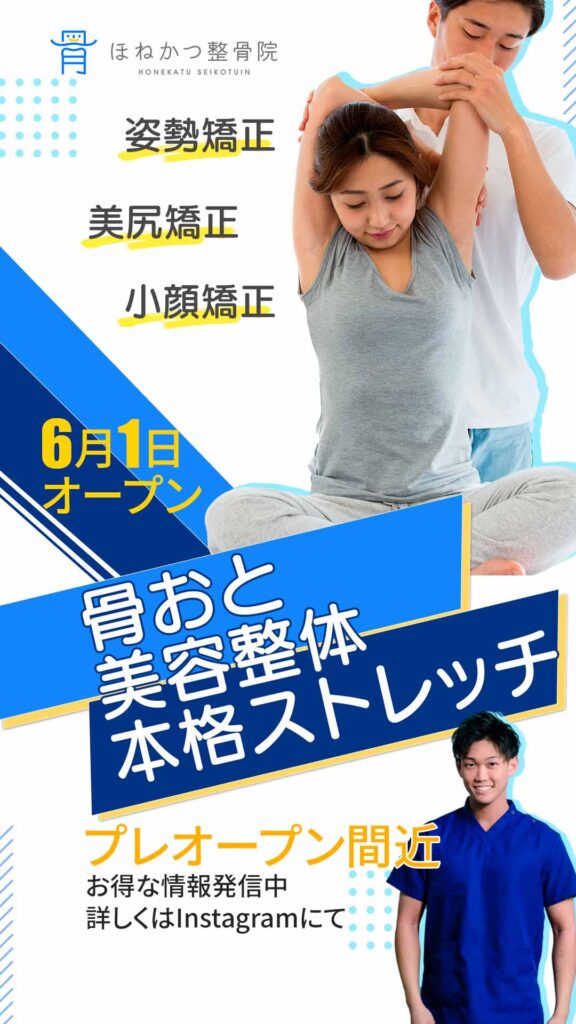 ほねかつ整骨院
HONEKATU SEIKOTUIN
姿勢矯正
美尻矯正
小顔矯正
6月1日
オープン
骨おと
美容整体
本格ストレッチ
プレオープン間近
お得な情報発信中
詳しくはInstagramにて